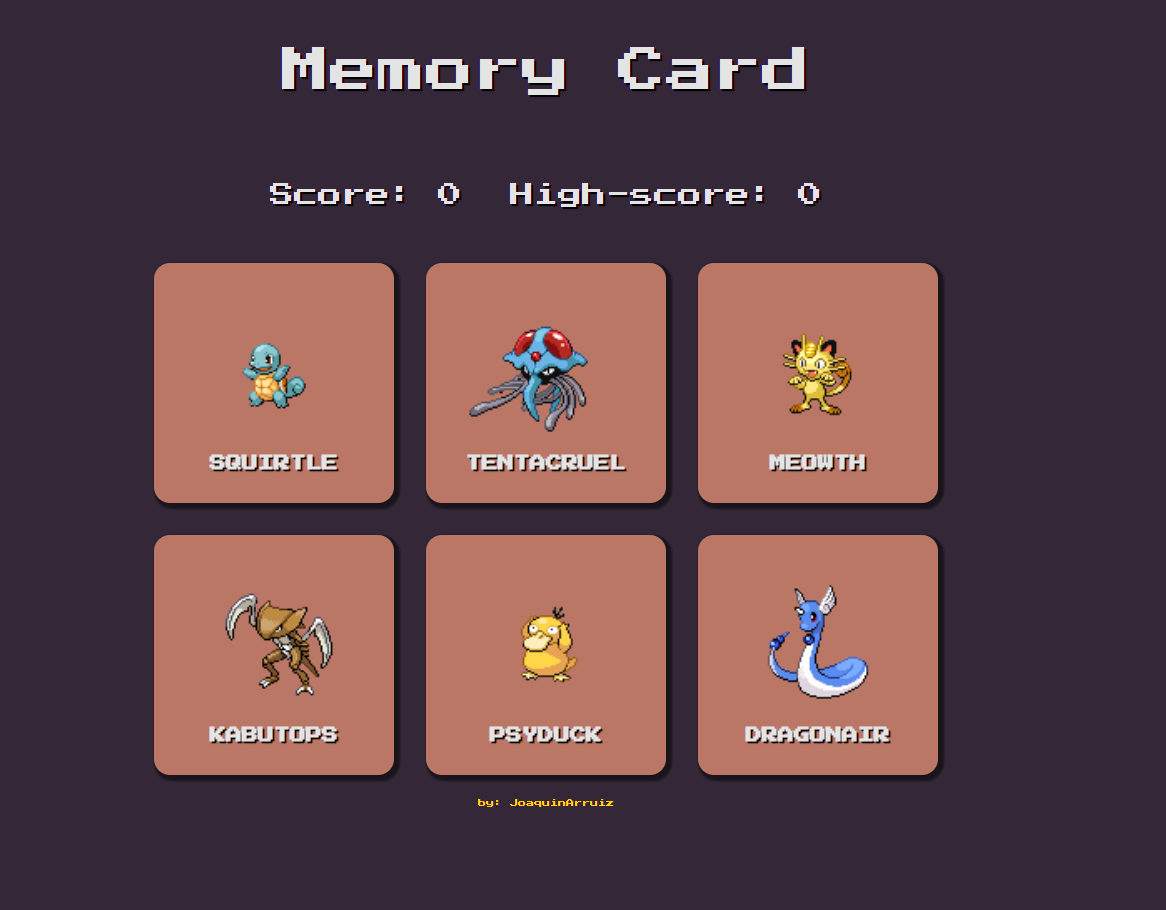 Memory Card
Score: 0 High-score: 0
SQUIRTLE
TENTACRUEL
MEOWTH
KABUTOPS
PSYDUCK
DRAGONAIR
by: JoaquinArruiz